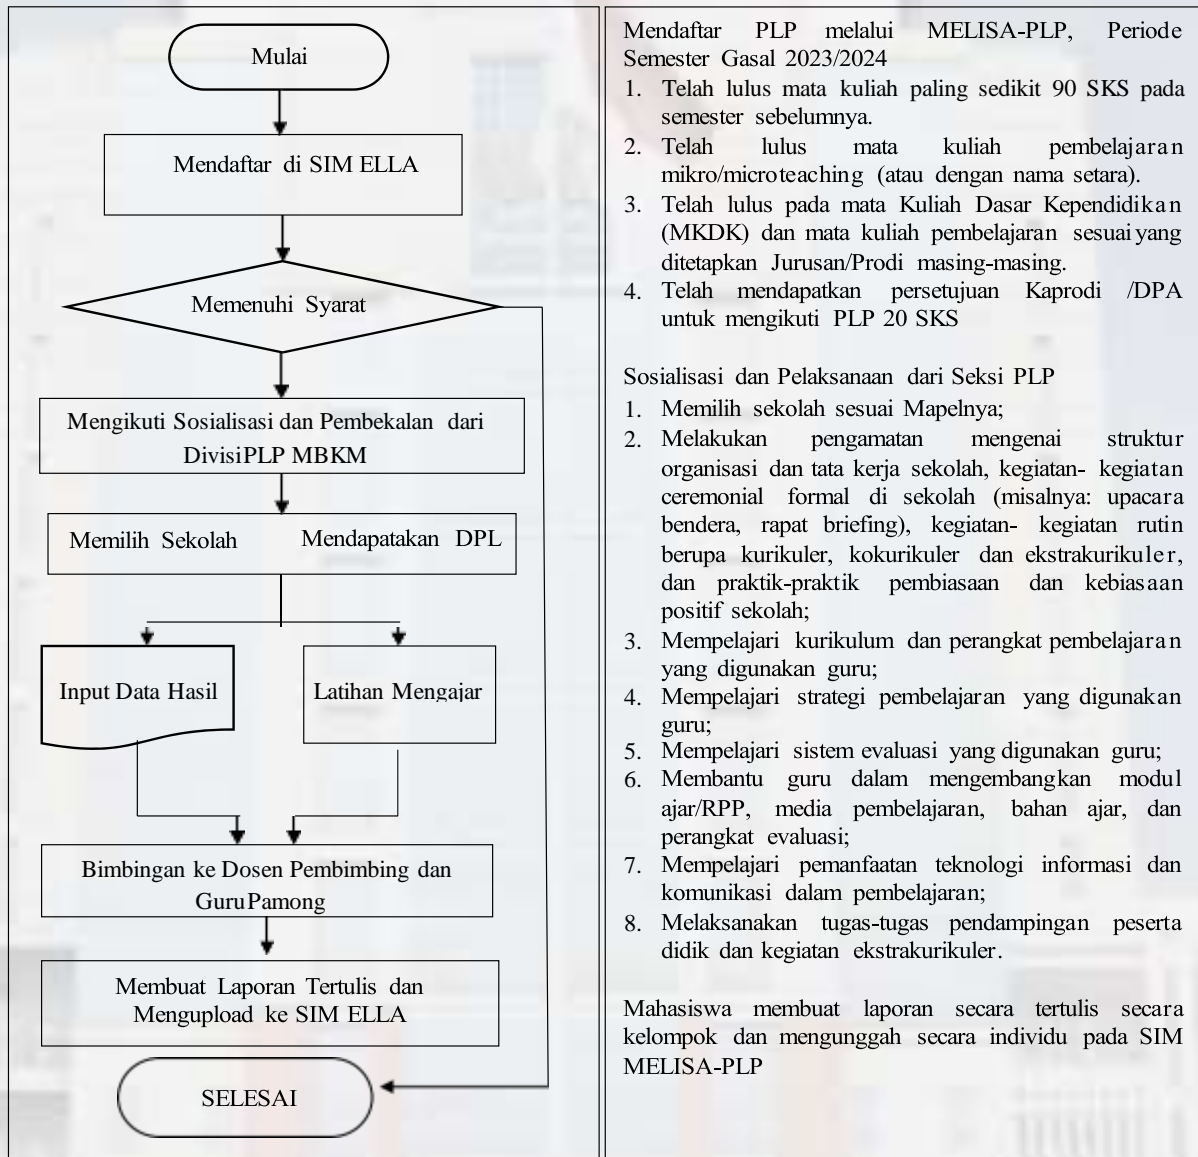 Mulai
Mendaftar di SIM ELLA
Memenuhi Syarat
Mengikuti Sosialisasi dan Pembekalan dari
DivisiPLP MBKM
Memilih Sekolah
Mendapatakan DPL
Input Data Hasil
Latihan Mengajar
Bimbingan ke Dosen Pembimbing dan
GuruPamong
Membuat Laporan Tertulis dan
Mengupload ke SIM ELLA
SELESAI
Mendaftar PLP melalui MELISA-PLP, Periode
Semester Gasal 2023/2024
1. Telah lulus mata kuliah paling sedikit 90 SKS pada
semester sebelumnya.
2. Telah lulus mata kuliah pembelajaran
mikro/microteaching (atau dengan nama setara).
3. Telah lulus pada mata Kuliah Dasar Kependidikan
(MKDK) dan mata kuliah pembelajaran sesuai yang
ditetapkan Jurusan/Prodi masing-masing.
4. Telah mendapatkan persetujuan Kaprodi /DPA
untuk mengikuti PLP 20 SKS
Sosialisasi dan Pelaksanaan dari Seksi PLP
1. Memilih sekolah sesuai Mapelnya;
2. Melakukan pengamatan mengenai struktur
organisasi dan tata kerja sekolah, kegiatan- kegiatan
ceremonial formal di sekolah (misalnya: upacara
bendera, rapat briefing), kegiatan- kegiatan rutin
berupa kurikuler, kokurikuler dan ekstrakurikuler,
dan praktik-praktik pembiasaan dan kebiasaan
positif sekolah;
3. Mempelajari kurikulum dan perangkat pembelajaran
yang digunakan guru;
4. Mempelajari strategi pembelajaran yang digunakan
guru;
5. Mempelajari sistem evaluasi yang digunakan guru;
6. Membantu guru dalam mengembangkan modul
ajar/RPP, media pembelajaran, bahan ajar, dan
perangkat evaluasi;
7. Mempelajari pemanfaatan teknologi informasi dan
komunikasi dalam pembelajaran;
8. Melaksanakan tugas-tugas pendampingan peserta
didik dan kegiatan ekstrakurikuler.
Mahasiswa membuat laporan secara tertulis secara
kelompok dan mengunggah secara individu pada SIM
MELISA-PLP